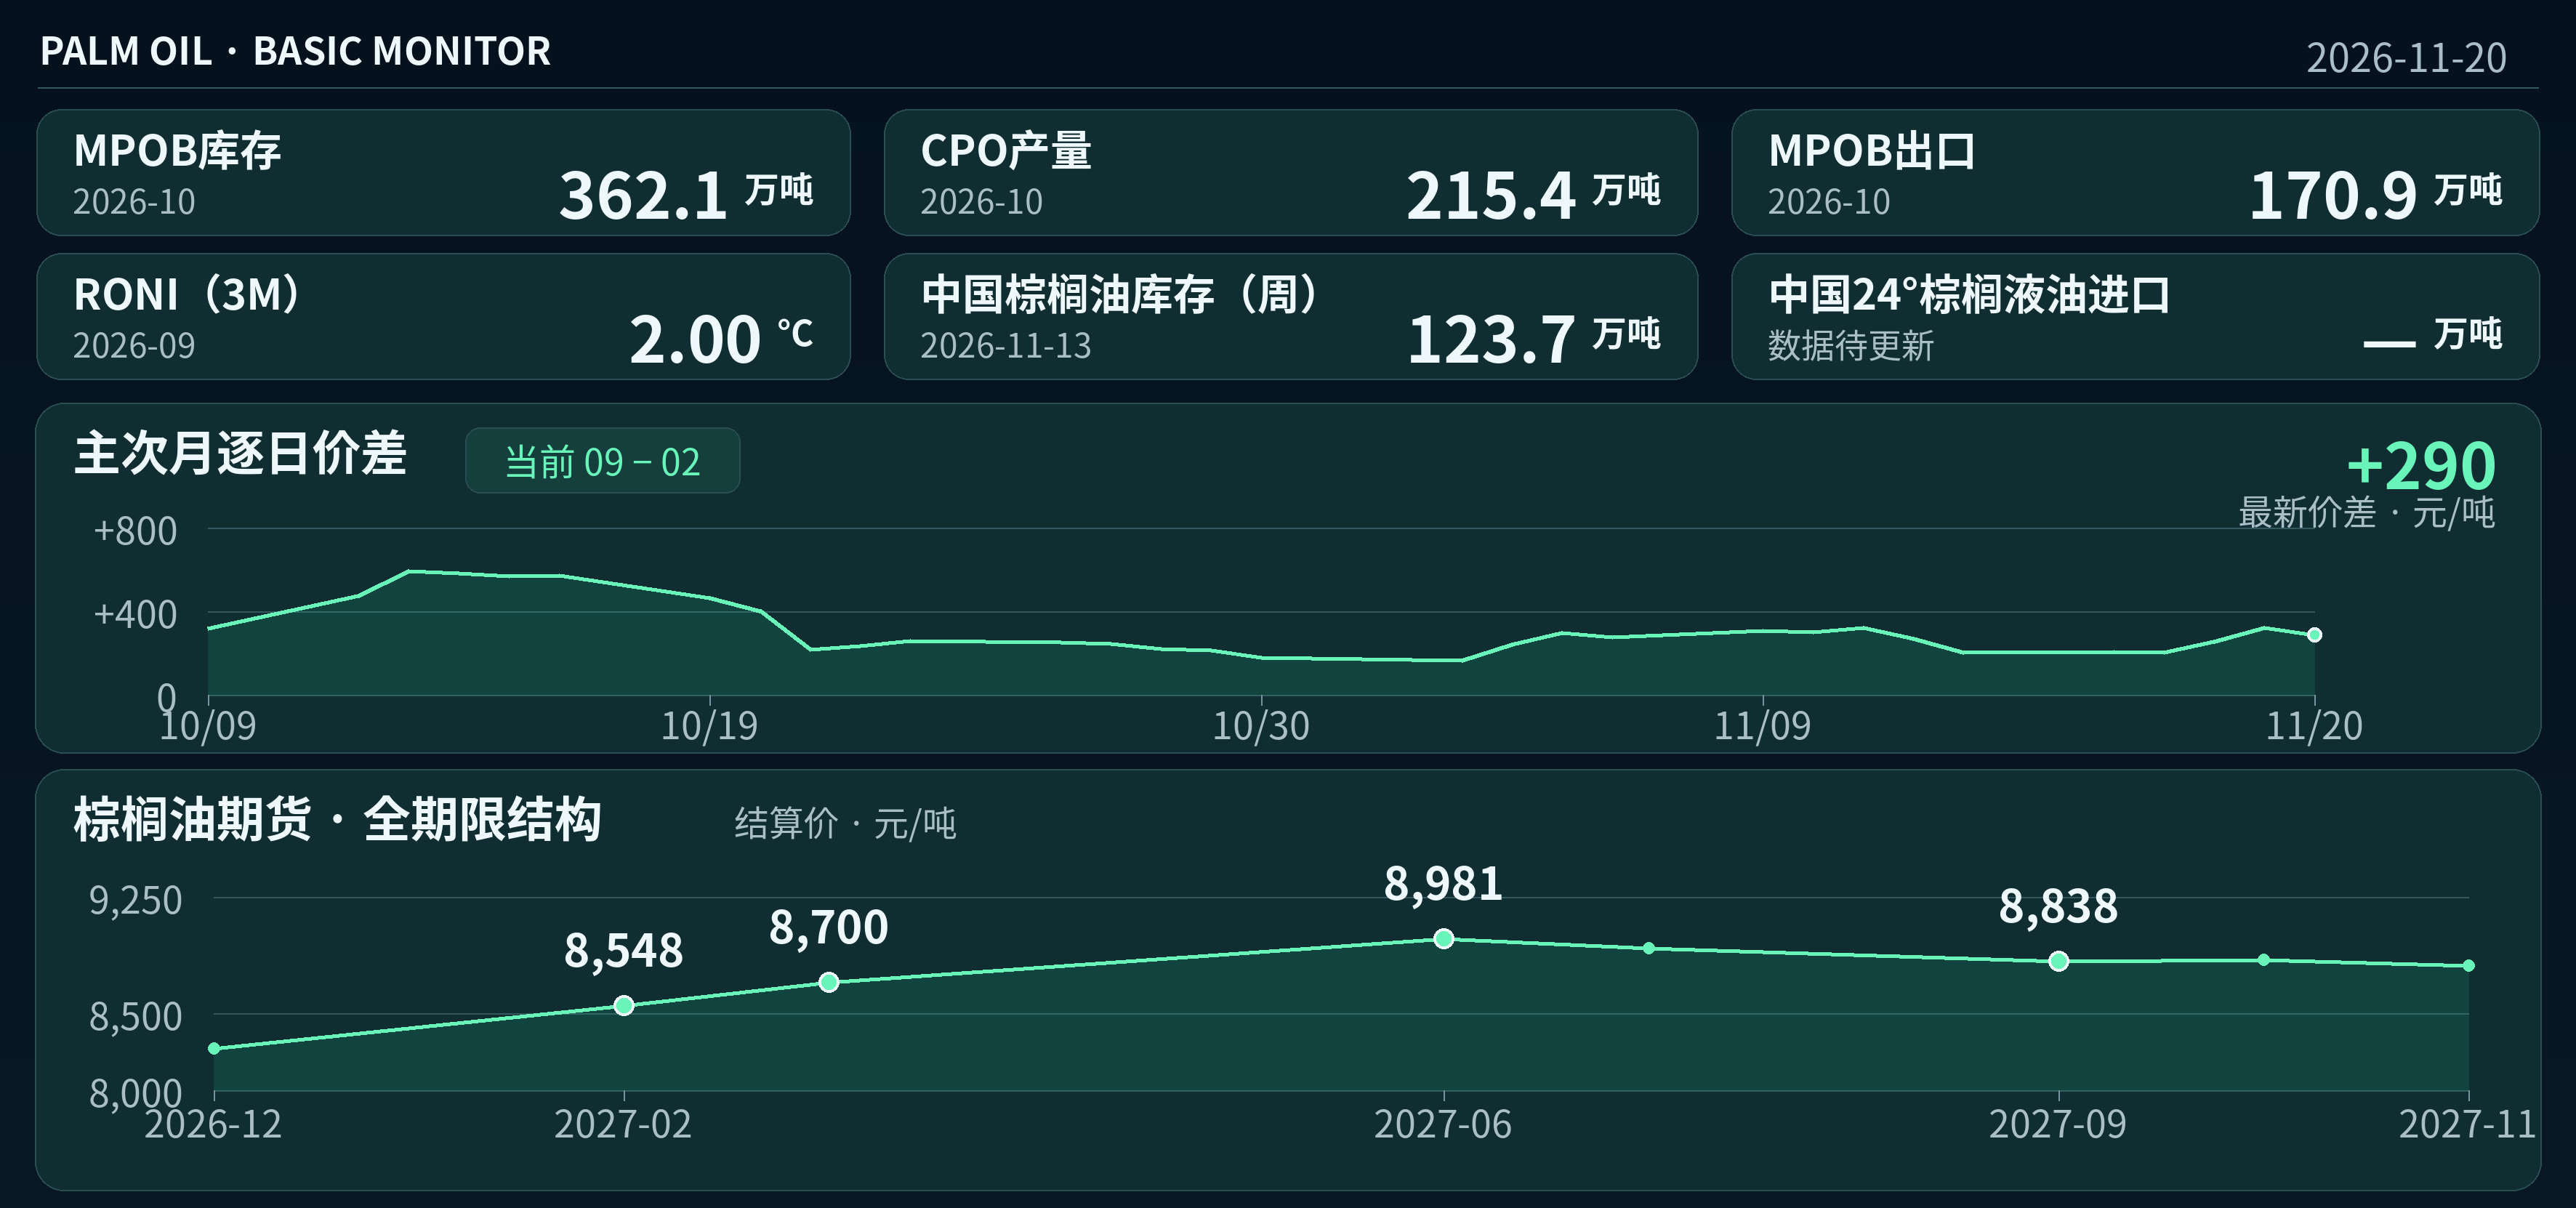 PALM OIL · BASIC MONITOR
2026-11-20
MPOB库存
2026-10
362.1 万吨
CPO产量
2026-10
215.4 万吨
MPOB出口
2026-10
170.9 万吨
RONI（3M）
2026-09
2.00 °C
中国棕榈油库存（周）
2026-11-13
123.7 万吨
中国24°棕榈液油进口
数据待更新
— 万吨
主次月逐日价差
当前 09 – 02
+290
最新价差 · 元/吨
+800
+400
0
10/09
10/19
10/30
11/09
11/20
棕榈油期货 · 全期限结构
结算价 · 元/吨
9,250
8,500
8,000
8,548
8,700
8,981
8,838
2026-12
2027-02
2027-06
2027-09
2027-11